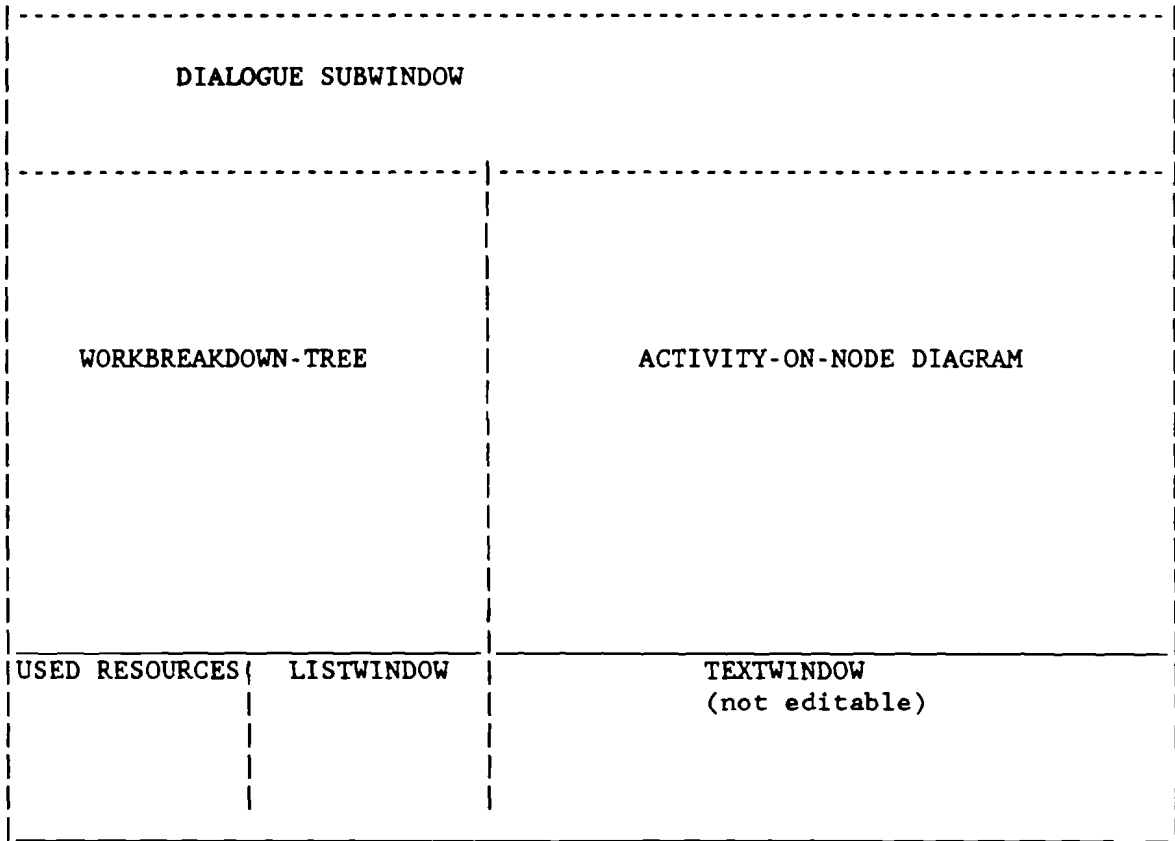 DIALOGUE SUBWINDOW
WORKBREAKDOWN-TREE
ACTIVITY-ON-NODE DIAGRAM
USED RESOURCES
LISTWINDOW
TEXTWINDOW
(not editable)